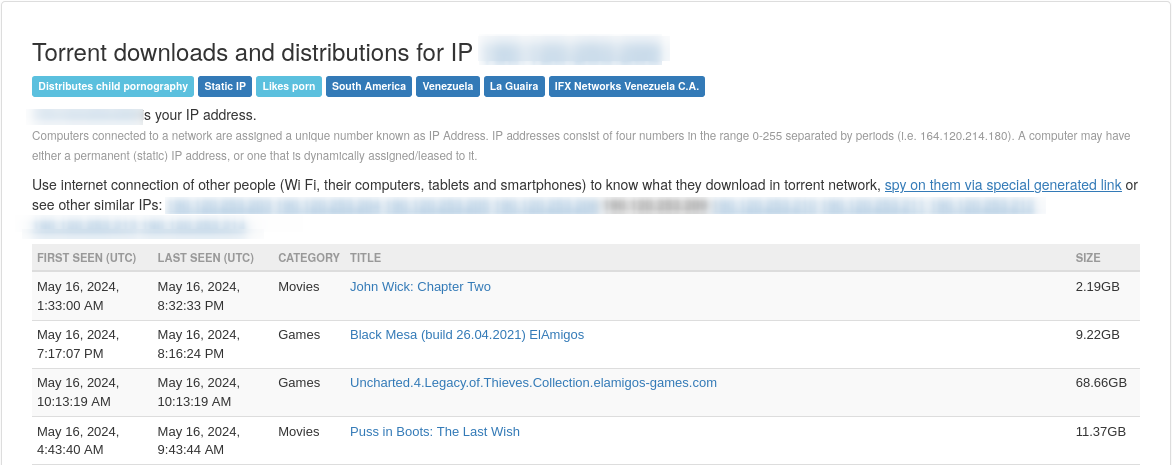 Torrent downloads and distributions for IP
Distributes child pornography Static IP Likes porn South America Venezuela La Guaira IFX Networks Venezuela C.A.
s your IP address.
Computers connected to a network are assigned a unique number known as IP Address. IP addresses consist of four numbers in the range 0-255 separated by periods (i.e. 164.120.214.180). A computer may have
either a permanent (static) IP address, or one that is dynamically assigned/leased to it.
Use internet connection of other people (Wi Fi, their computers, tablets and smartphones) to know what they download in torrent network, spy on them via special generated link or
see other similar IPs:
FIRST SEEN (UTC) LAST SEEN (UTC) CATEGORY TITLE SIZE
May 16, 2024, May 16, 2024, Movies John Wick: Chapter Two 2.19GB
1:33:00 AM 8:32:33 PM
May 16, 2024, May 16, 2024, Games Black Mesa (build 26.04.2021) ElAmigos 9.22GB
7:17:07 PM 8:16:24 PM
May 16, 2024, May 16, 2024, Games Uncharted.4.Legacy.of.Thieves.Collection.elamigos-games.com 68.66GB
10:13:19 AM 10:13:19 AM
May 16, 2024, May 16, 2024, Movies Puss in Boots: The Last Wish 11.37GB
4:43:40 AM 9:43:44 AM